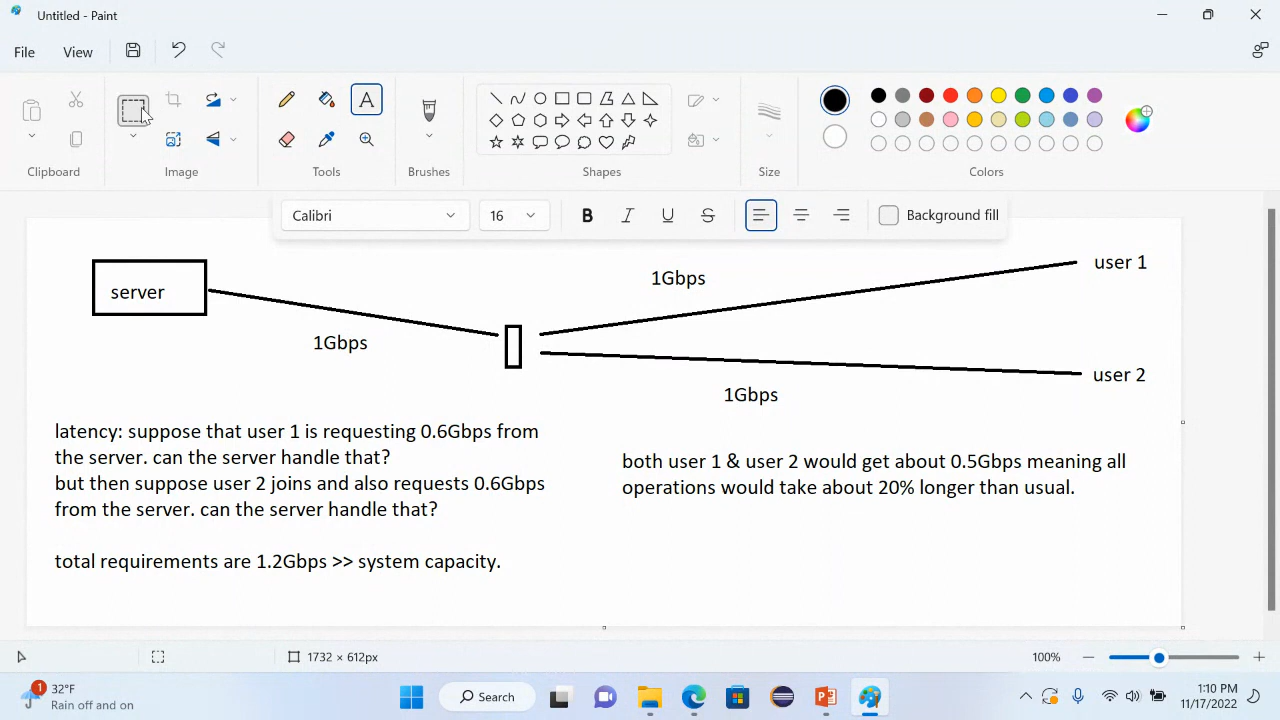 Untitled - Paint
File View
Clipboard
Image
Tools
Brushes
Shapes
Size
Colors
Calibri
16
B I U S
Background fill
server
1Gbps
1Gbps
1Gbps
user 1
user 2
latency: suppose that user 1 is requesting 0.6Gbps from
the server. can the server handle that?
but then suppose user 2 joins and also requests 0.6Gbps
from the server. can the server handle that?
total requirements are 1.2Gbps >> system capacity.
both user 1 & user 2 would get about 0.5Gbps meaning all
operations would take about 20% longer than usual.
1732 × 612px
100%
1
32°F
Rain off and on
Search
1:10 PM
11/17/2022